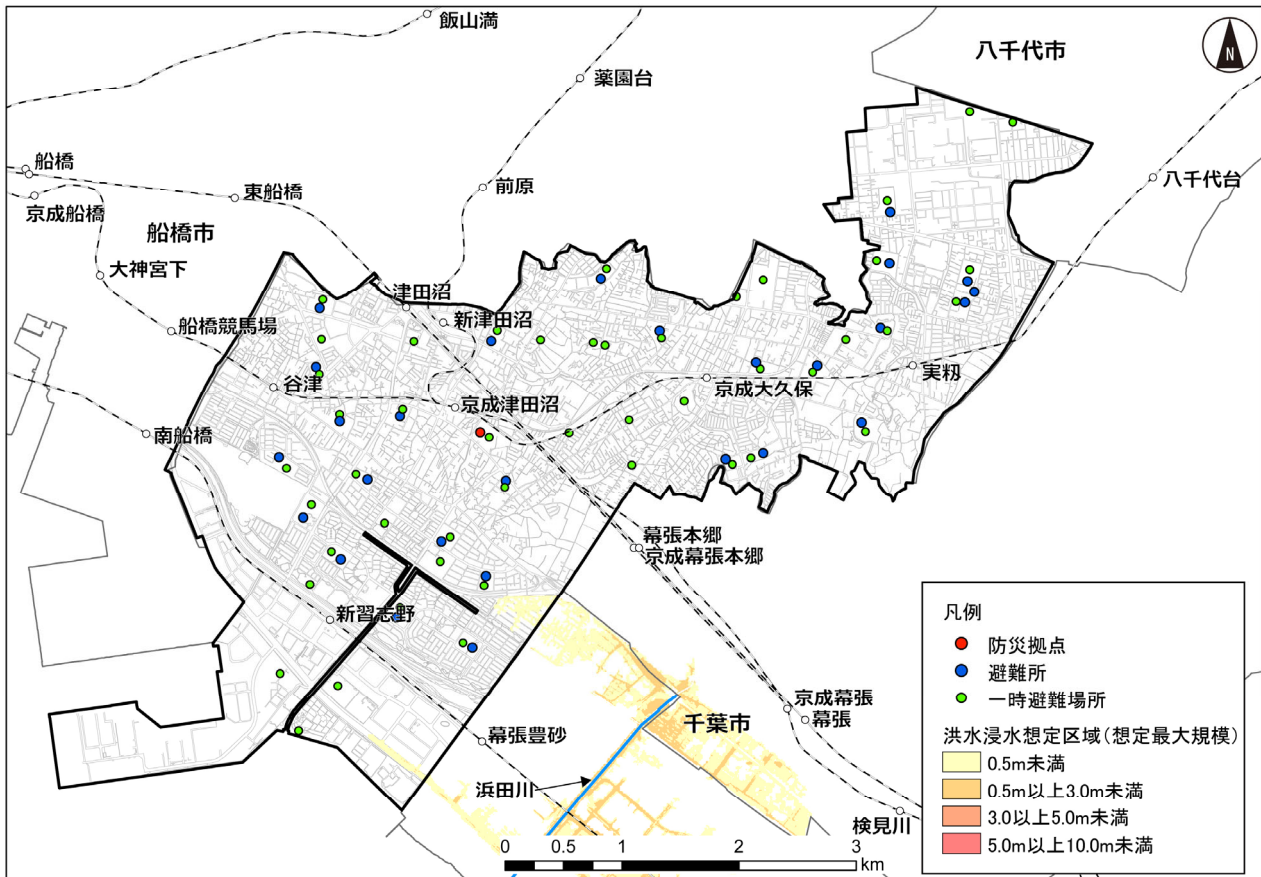 飯山満
八千代市
N
薬園台
船橋
東船橋
前原
八千代台
京成船橋
船橋市
大神宮下
津田沼
新津田沼
船橋競馬場
谷津
京成大久保
実籾
京成津田沼
南船橋
幕張本郷
京成幕張本郷
新習志野
京成幕張
幕張
千葉市
幕張豊砂
浜田川
検見川
凡例
防災拠点
避難所
一時避難場所
洪水浸水想定区域(想定最大規模)
0.5m未満
0.5m以上3.0m未満
3.0以上5.0m未満
5.0m以上10.0m未満
0 0.5 1 2 3
km